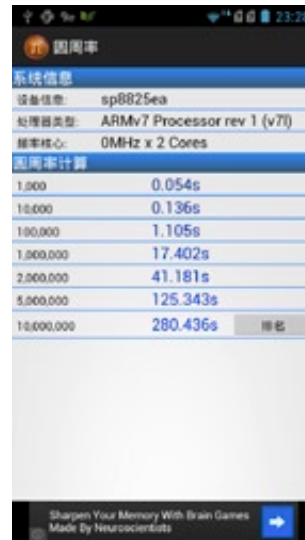 23:28
圆周率
系统信息
设备信息: sp8825ea
处理器类型: ARMv7 Processor rev 1 (v7l)
频率核心: 0MHz x 2 Cores
圆周率计算
1,000 0.054s
10,000 0.136s
100,000 1.105s
1,000,000 17.402s
2,000,000 41.181s
5,000,000 125.343s
10,000,000 280.436s 排名
Sharpen Your Memory With Brain Games
Made By Neuroscientists